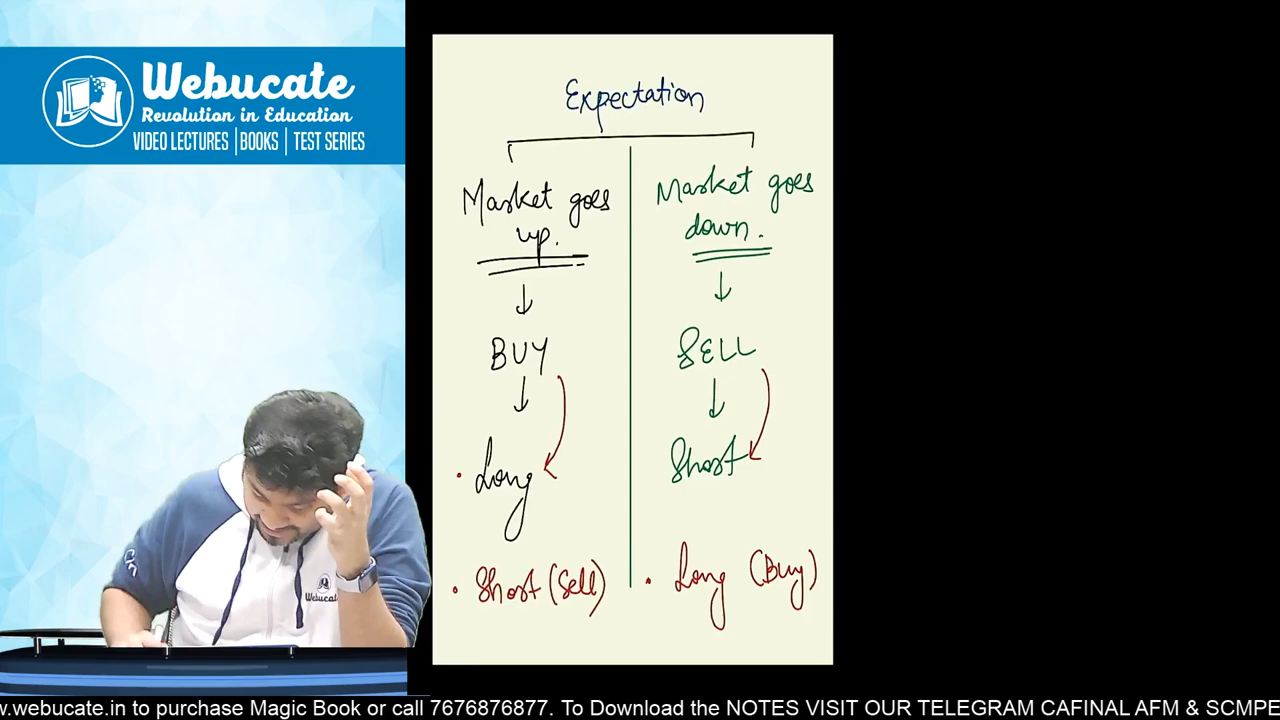 Webucate
Revolution in Education
VIDEO LECTURES | BOOKS | TEST SERIES
Expectation
Market goes up.
Market goes down.
BUY
SELL
Long
Short
• Short (Sell)
• Long (Buy)
Webucate
w.webucate.in to purchase Magic Book or call 7676876877. To Download the NOTES VISIT OUR TELEGRAM CAFINAL AFM & SCMPE